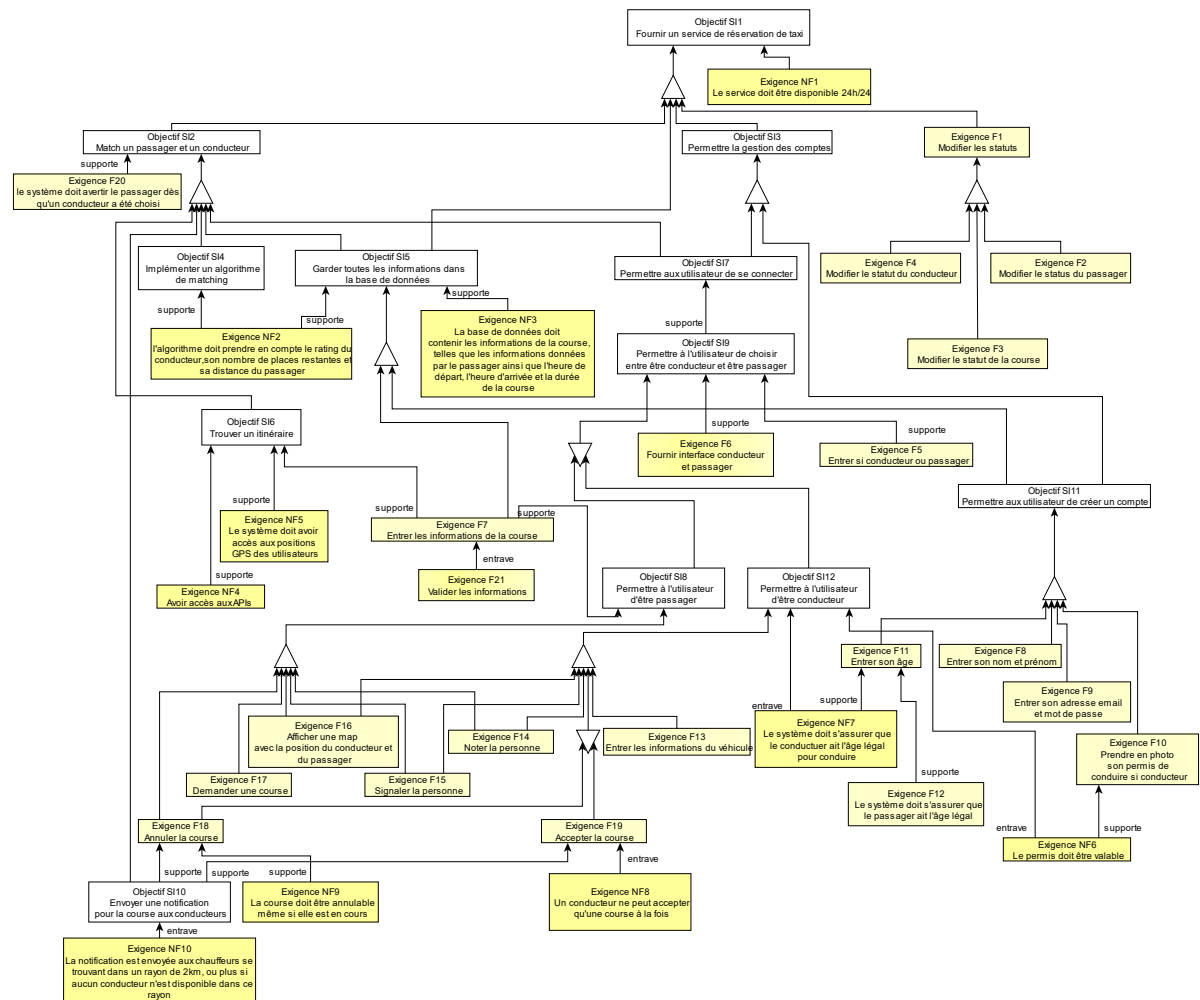 Objectif SI1
Fournir un service de réservation de taxi
Exigence NF1
Le service doit être disponible 24h/24
Objectif SI2
Match un passager et un conducteur
Objectif SI3
Permettre la gestion des comptes
Exigence F1
Modifier les statuts
supporte
Exigence F20
le système doit avertir le passager dès
qu'un conducteur a été choisi
Objectif SI4
Implémenter un algorithme
de matching
Objectif SI5
Garder toutes les informations dans
la base de données
Objectif SI7
Permettre aux utilisateur de se connecter
Exigence F4
Modifier le statut du conducteur
Exigence F2
Modifier le status du passager
supporte
supporte
supporte
Exigence NF2
l'algorithme doit prendre en compte le rating du
conducteur,son nombre de places restantes et
sa distance du passager
Exigence NF3
La base de données doit
contenir les informations de la course,
telles que les informations données
par le passager ainsi que l'heure de
départ, l'heure d'arrivée et la durée
de la course
supporte
Objectif SI9
Permettre à l'utilisateur de choisir
entre être conducteur et être passager
Exigence F3
Modifier le statut de la course
Objectif SI6
Trouver un itinéraire
supporte
supporte
Exigence F6
Fournir interface conducteur
et passager
Exigence F5
Entrer si conducteur ou passager
Objectif SI11
Permettre aux utilisateur de créer un compte
supporte
supporte
supporte
Exigence NF5
Le système doit avoir
accès aux positions
GPS des utilisateurs
Exigence F7
Entrer les informations de la course
entrave
Exigence F21
Valider les informations
supporte
Exigence NF4
Avoir accès aux APIs
Objectif SI8
Permettre à l'utilisateur
d'être passager
Objectif SI12
Permettre à l'utilisateur
d'être conducteur
Exigence F11
Entrer son âge
Exigence F8
Entrer son nom et prénom
Exigence F9
Entrer son adresse email
et mot de passe
entrave
supporte
Exigence NF7
Le système doit s'assurer que
le conductuer ait l'âge légal
pour conduire
Exigence F16
Afficher une map
avec la position du conducteur et
du passager
Exigence F14
Noter la personne
Exigence F13
Entrer les informations du véhicule
Exigence F10
Prendre en photo
son permis de
conduire si conducteur
Exigence F17
Demander une course
Exigence F15
Signaler la personne
supporte
Exigence F12
Le système doit s'assurer que
le passager ait l'âge légal
Exigence F18
Annuler la course
Exigence F19
Accepter la course
entrave
supporte
Exigence NF6
Le permis doit être valable
supporte
supporte
supporte
entrave
Objectif SI10
Envoyer une notification
pour la course aux conducteurs
Exigence NF9
La course doit être annulable
même si elle est en cours
Exigence NF8
Un conducteur ne peut accepter
qu'une course à la fois
entrave
Exigence NF10
La notification est envoyée aux chauffeurs se
trouvant dans un rayon de 2km, ou plus si
aucun conducteur n'est disponible dans ce
rayon